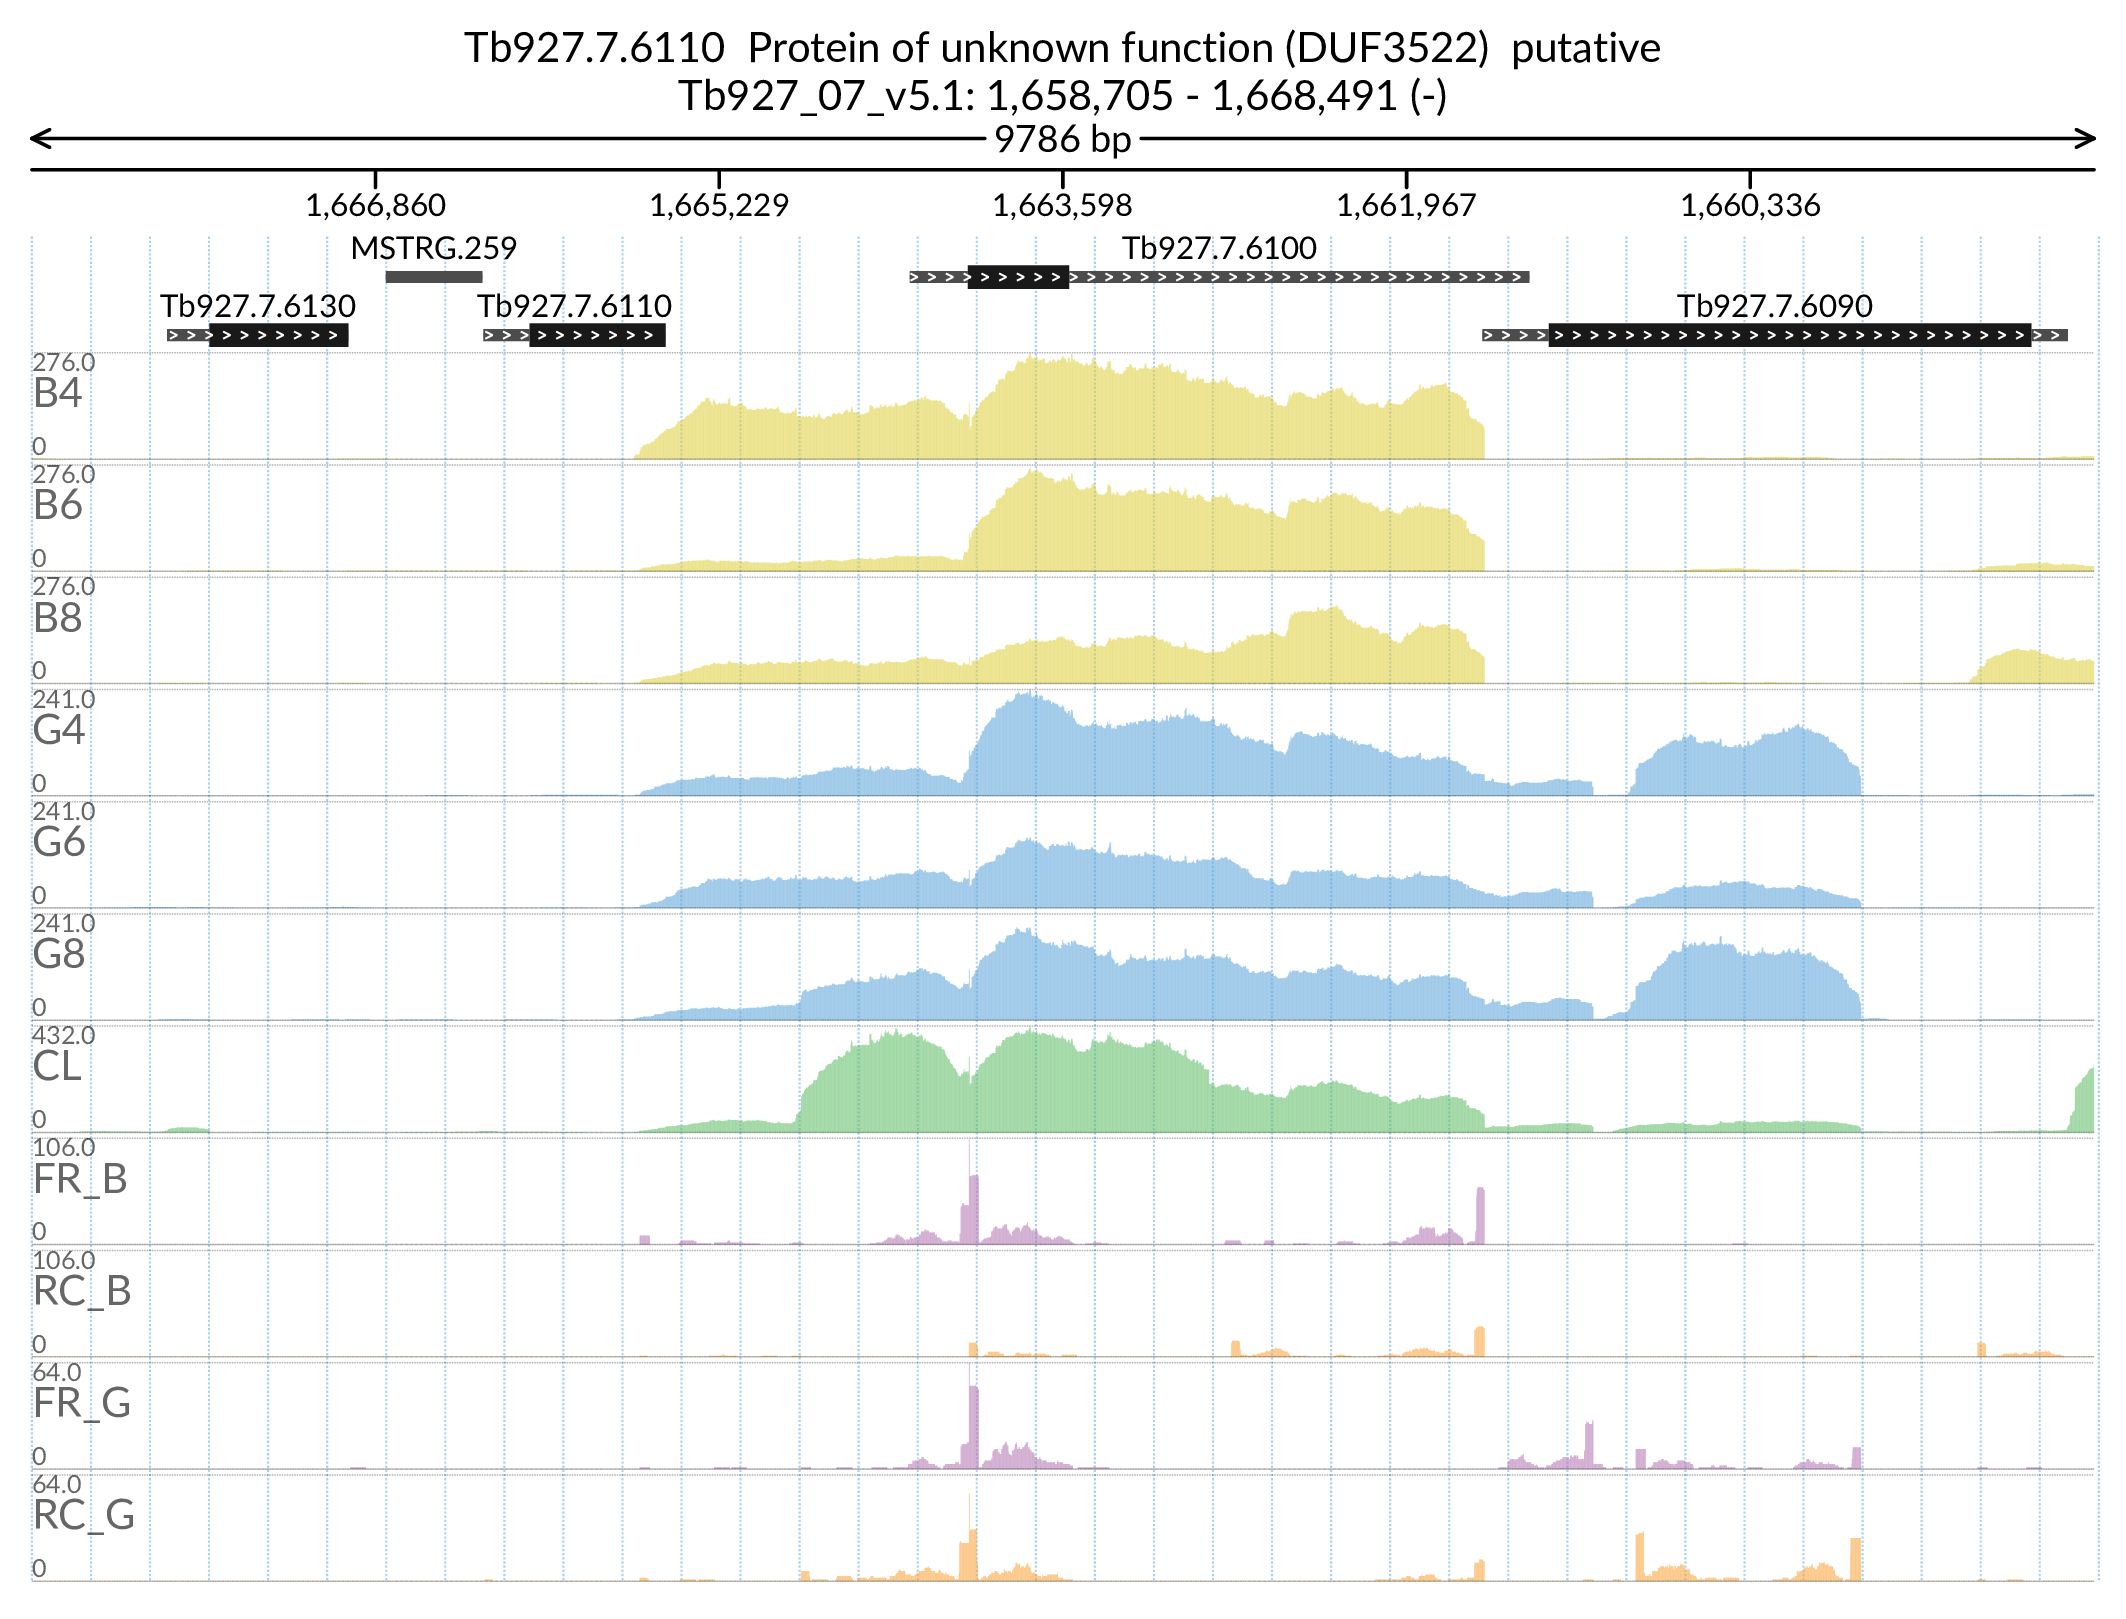 Tb927.7.6110  Protein of unknown function (DUF3522)  putative
Tb927_07_v5.1: 1,658,705 - 1,668,491 (-)
9786 bp
1,666,860 1,665,229 1,663,598 1,661,967 1,660,336
MSTRG.259 Tb927.7.6100
Tb927.7.6130 Tb927.7.6110 Tb927.7.6090
276.0
B4
0
276.0
B6
0
276.0
B8
0
241.0
G4
0
241.0
G6
0
241.0
G8
0
432.0
CL
0
106.0
FR_B
0
106.0
RC_B
0
64.0
FR_G
0
64.0
RC_G
0